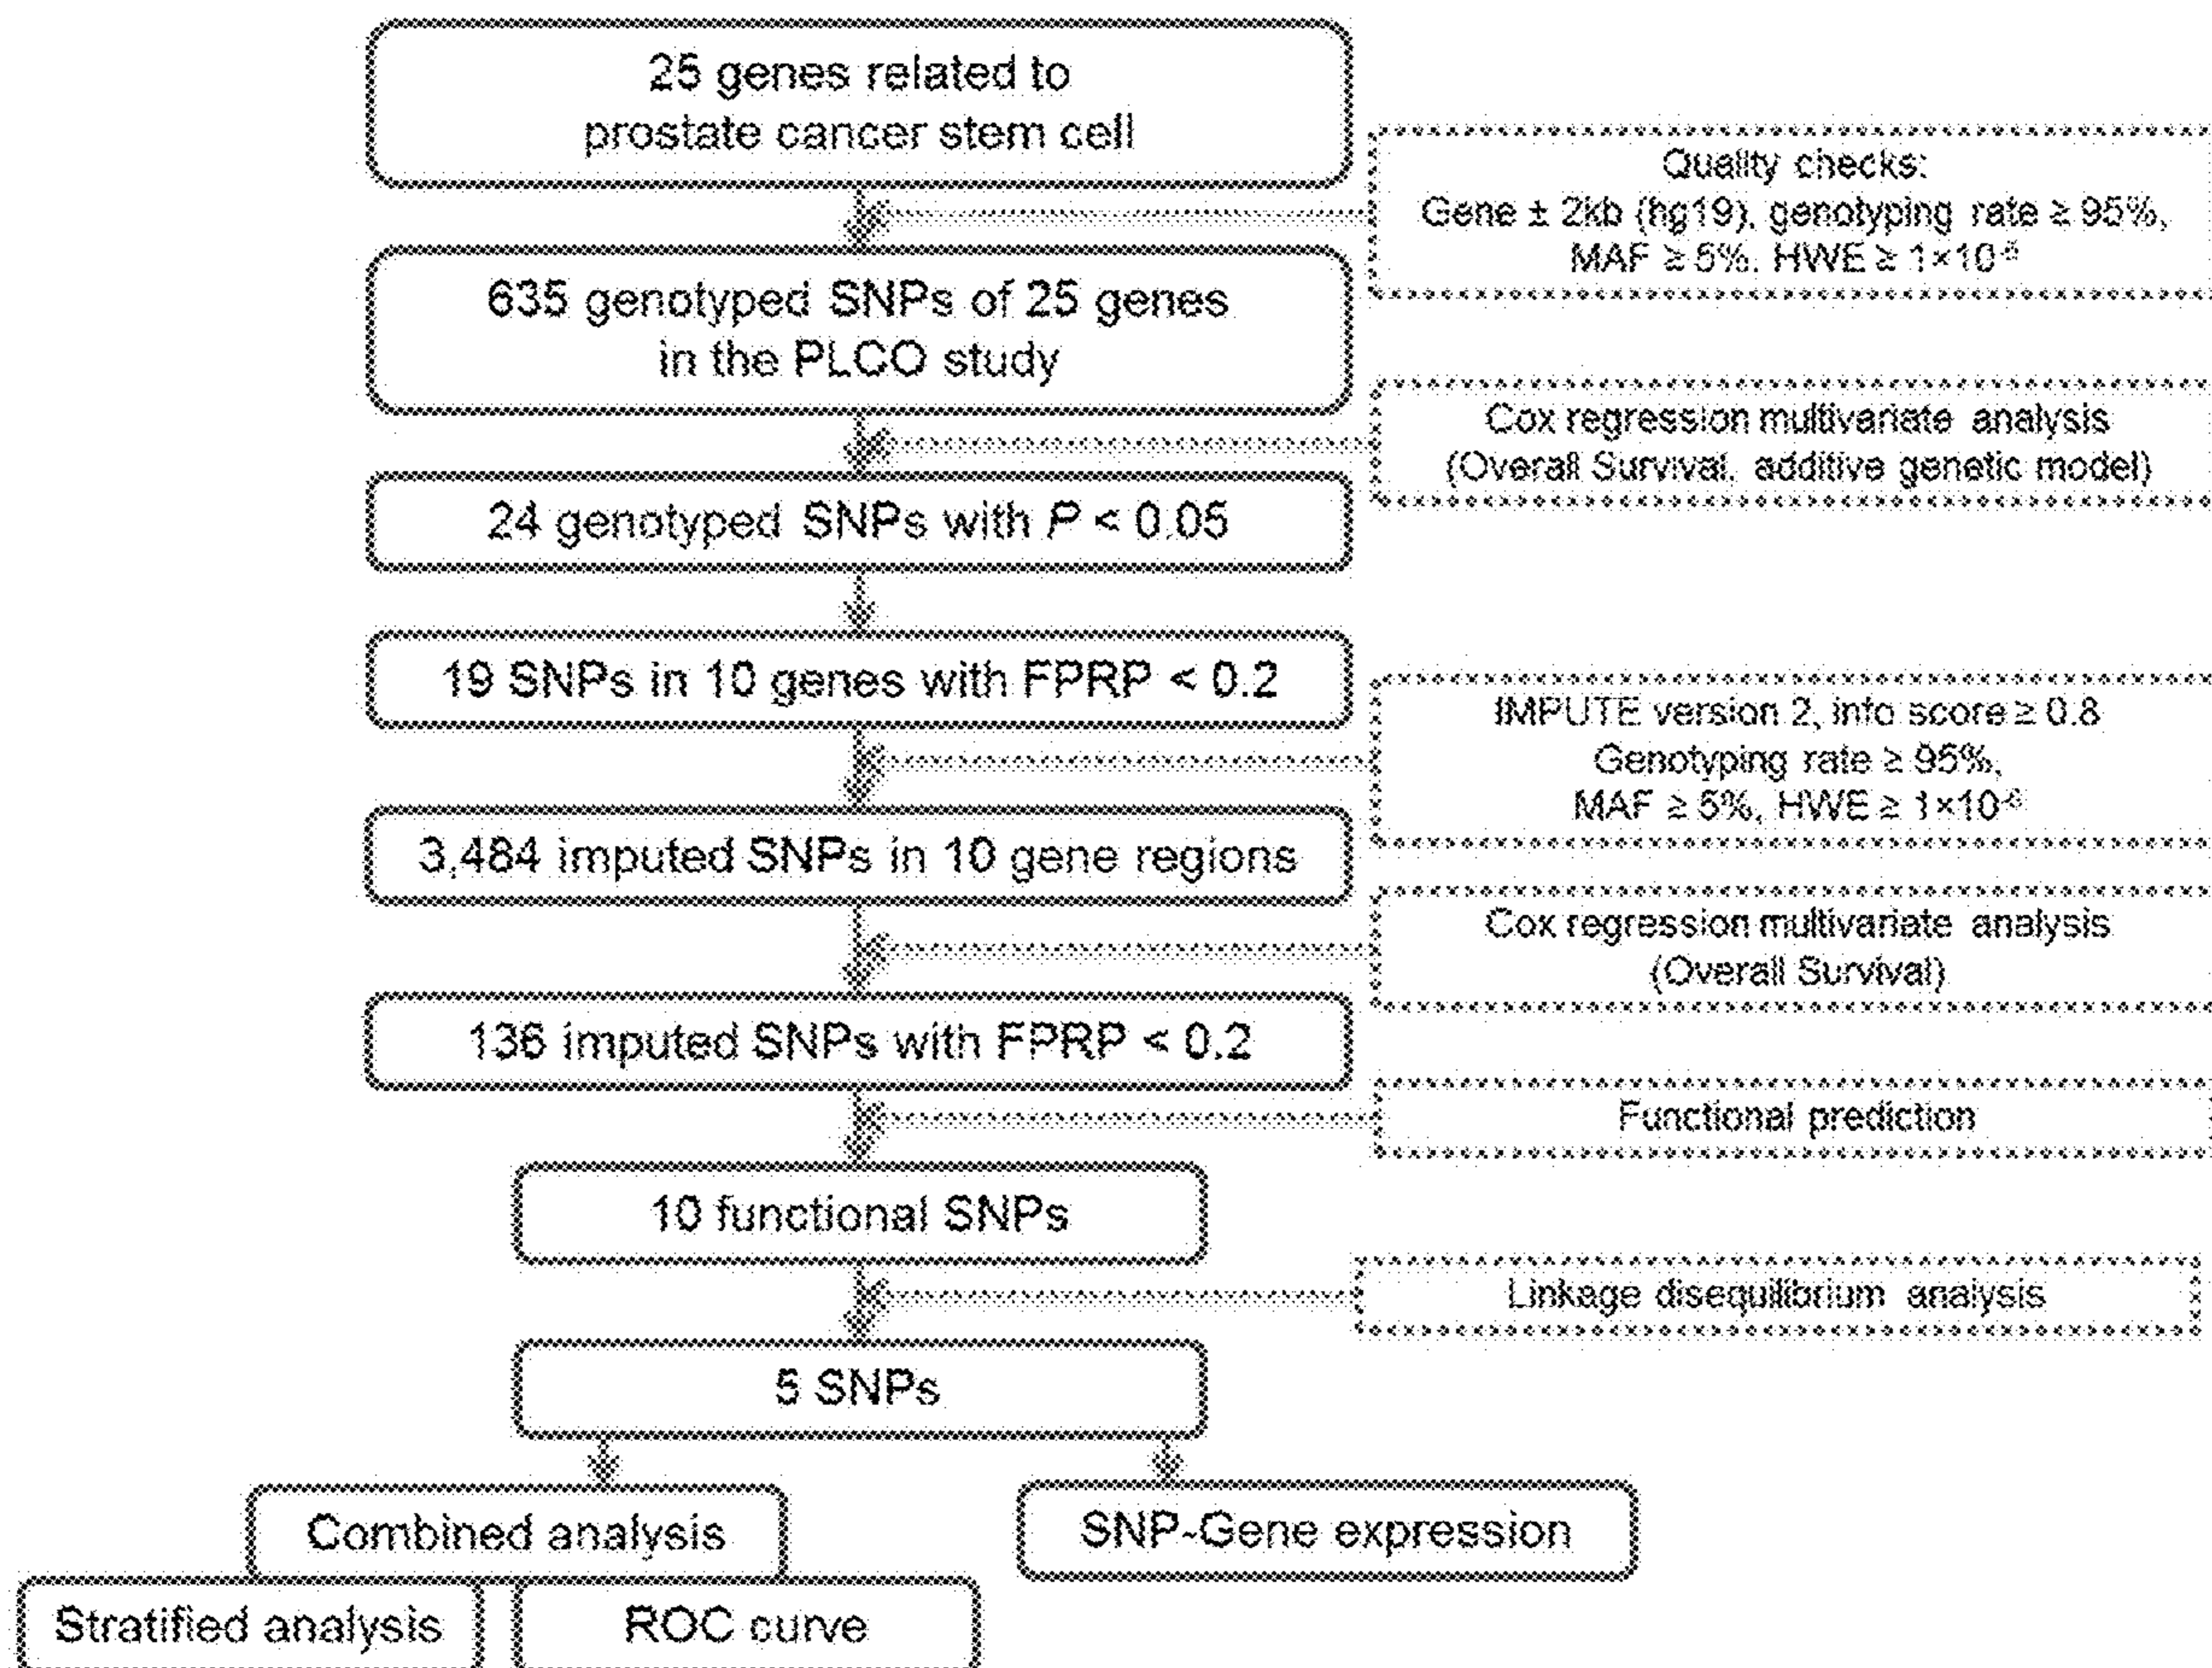 25 genes related to
prostate cancer stem cell
Quality checks:
Gene ± 2kb (hg19), genotyping rate ≥ 95%,
MAF ≥ 5%, HWE ≥ 1×10
635 genotyped SNPs of 25 genes
in the PLCO study
Cox regression multivariate analysis
(Overall Survival, additive genetic model)
24 genotyped SNPs with P < 0.05
19 SNPs in 10 genes with FPRP < 0.2
IMPUTE version 2, info score ≥ 0.8
Genotyping rate ≥ 95%,
MAF ≥ 5%, HWE ≥ 1×10
3,484 imputed SNPs in 10 gene regions
Cox regression multivariate analysis
(Overall Survival)
136 imputed SNPs with FPRP < 0.2
Functional prediction
10 functional SNPs
Linkage disequilibrium analysis
5 SNPs
Combined analysis
SNP-Gene expression
Stratified analysis
ROC curve